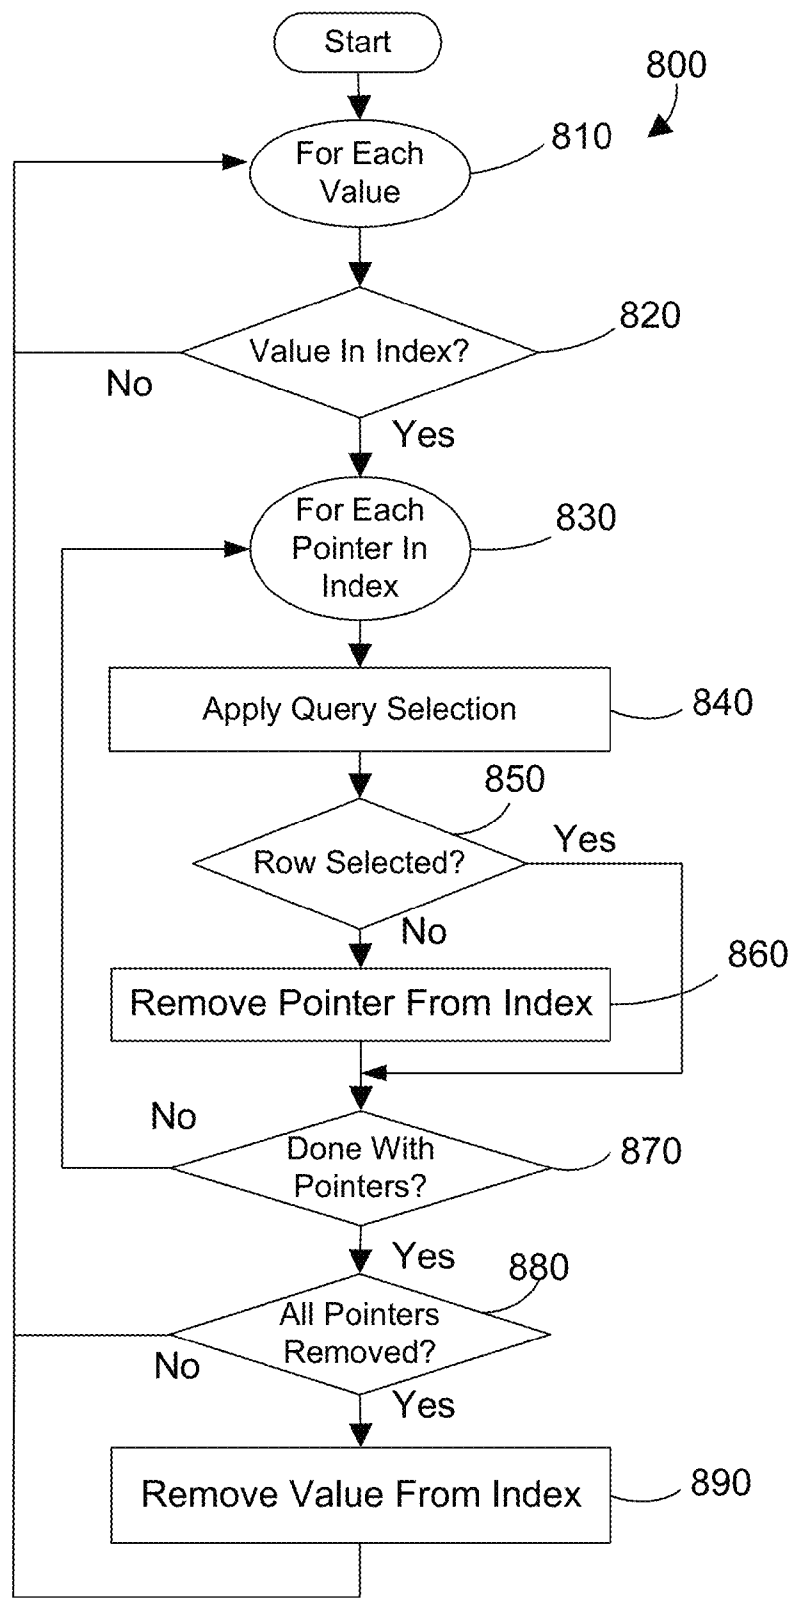 Start
800
For Each
Value
810
Value In Index?
820
No
Yes
For Each
Pointer In
Index
830
Apply Query Selection
840
850
Row Selected?
Yes
No
860
Remove Pointer From Index
No
Done With
Pointers?
870
Yes
880
All Pointers
Removed?
No
Yes
Remove Value From Index
890